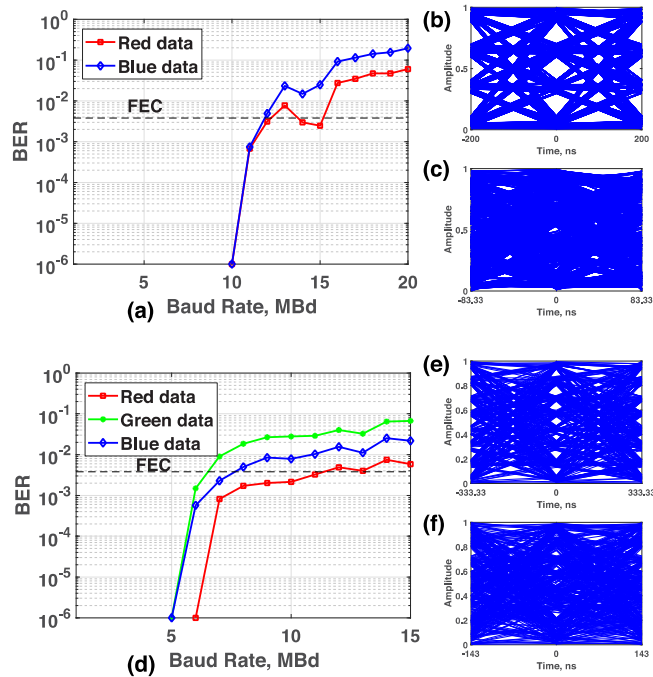 10^0
10^-1
10^-2
10^-3
10^-4
10^-5
10^-6
BER
Red data
Blue data
FEC
5
10
15
20
(a)
Baud Rate, MBd
(b)
1
0.5
0
Amplitude
-200
0
200
Time, ns
(c)
1
0,5
0
Amplitude
-83,33
0
83,33
Time, ns
10^0
10^-1
10^-2
10^-3
10^-4
10^-5
10^-6
BER
Red data
Green data
Blue data
FEC
5
10
15
(d)
Baud Rate, MBd
(e)
1
0,8
0,6
0,4
0,2
0
Amplitude
-333,33
0
333,33
Time, ns
(f)
1
0,8
0,6
0,4
0,2
0
Amplitude
-143
0
143
Time, ns